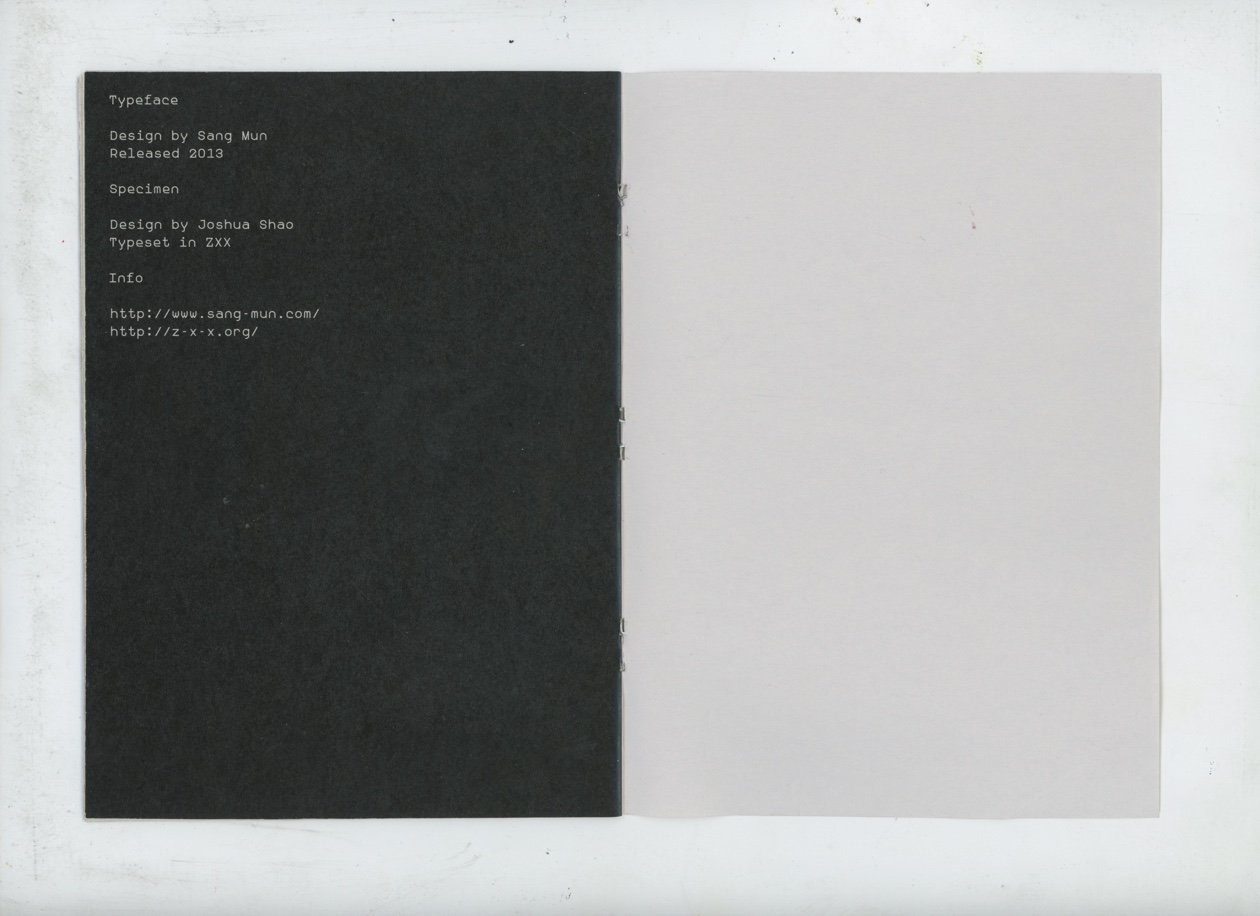 Typeface
Design by Sang Mun
Released 2013
Specimen
Design by Joshua Shao
Typeset in ZXX
Info
http://www.sang-mun.com/
http://z-x-x.org/